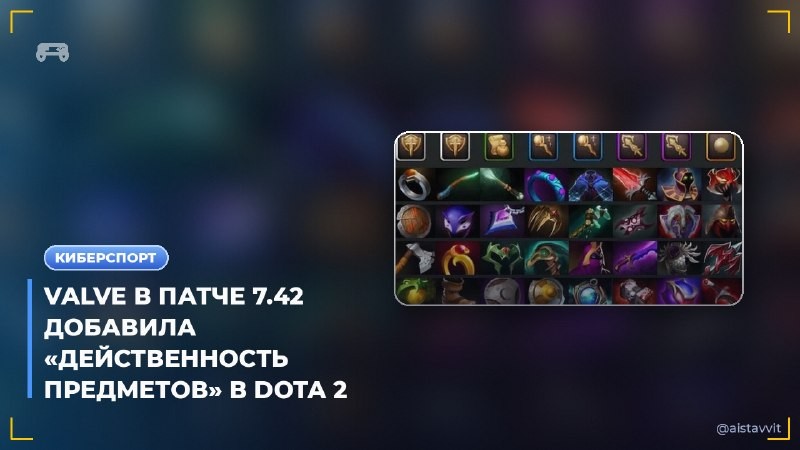 КИБЕРСПОРТ
VALVE В ПАТЧЕ 7.42
ДОБАВИЛА
«ДЕЙСТВЕННОСТЬ
ПРЕДМЕТОВ» В DOTA 2
@aistavvit